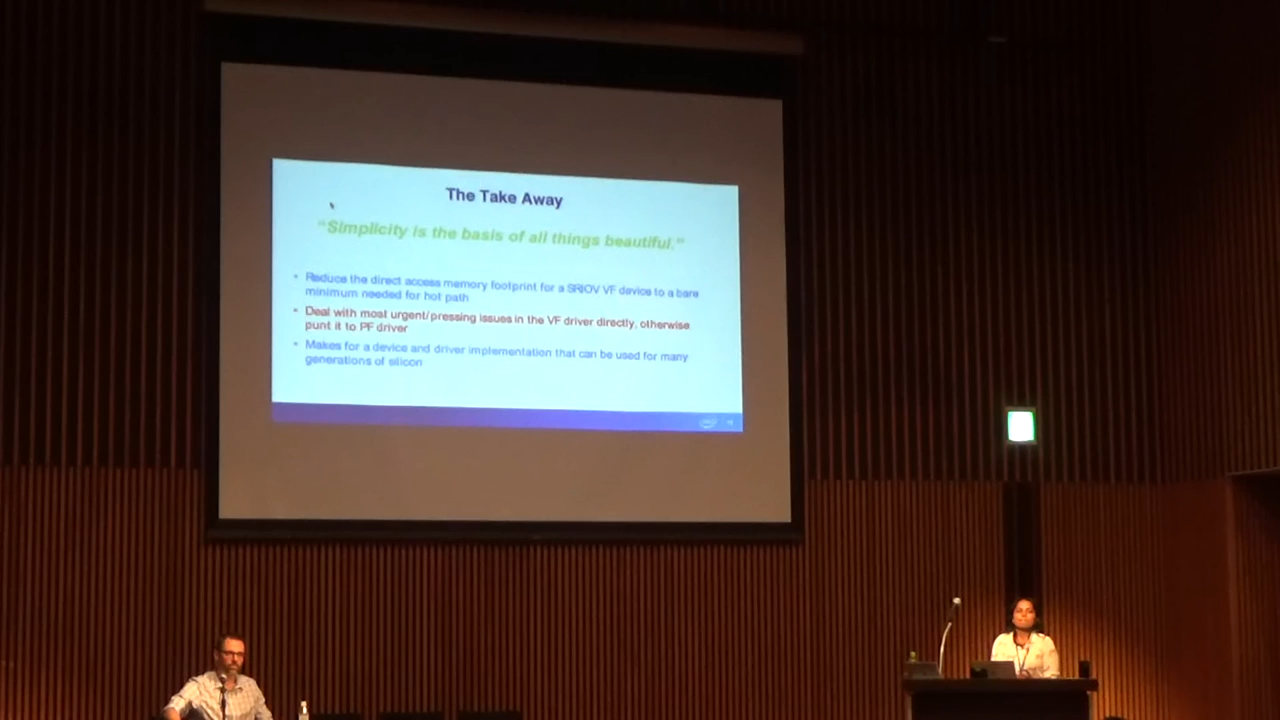 The Take Away
"Simplicity is the basis of all things beautiful."
• Reduce the direct access memory footprint for a SRIOV VF device to a bare
minimum needed for hot path
• Deal with most urgent/pressing issues in the VF driver directly, otherwise
punt it to PF driver
• Makes for a device and driver implementation that can be used for many
generations of silicon
(intel)